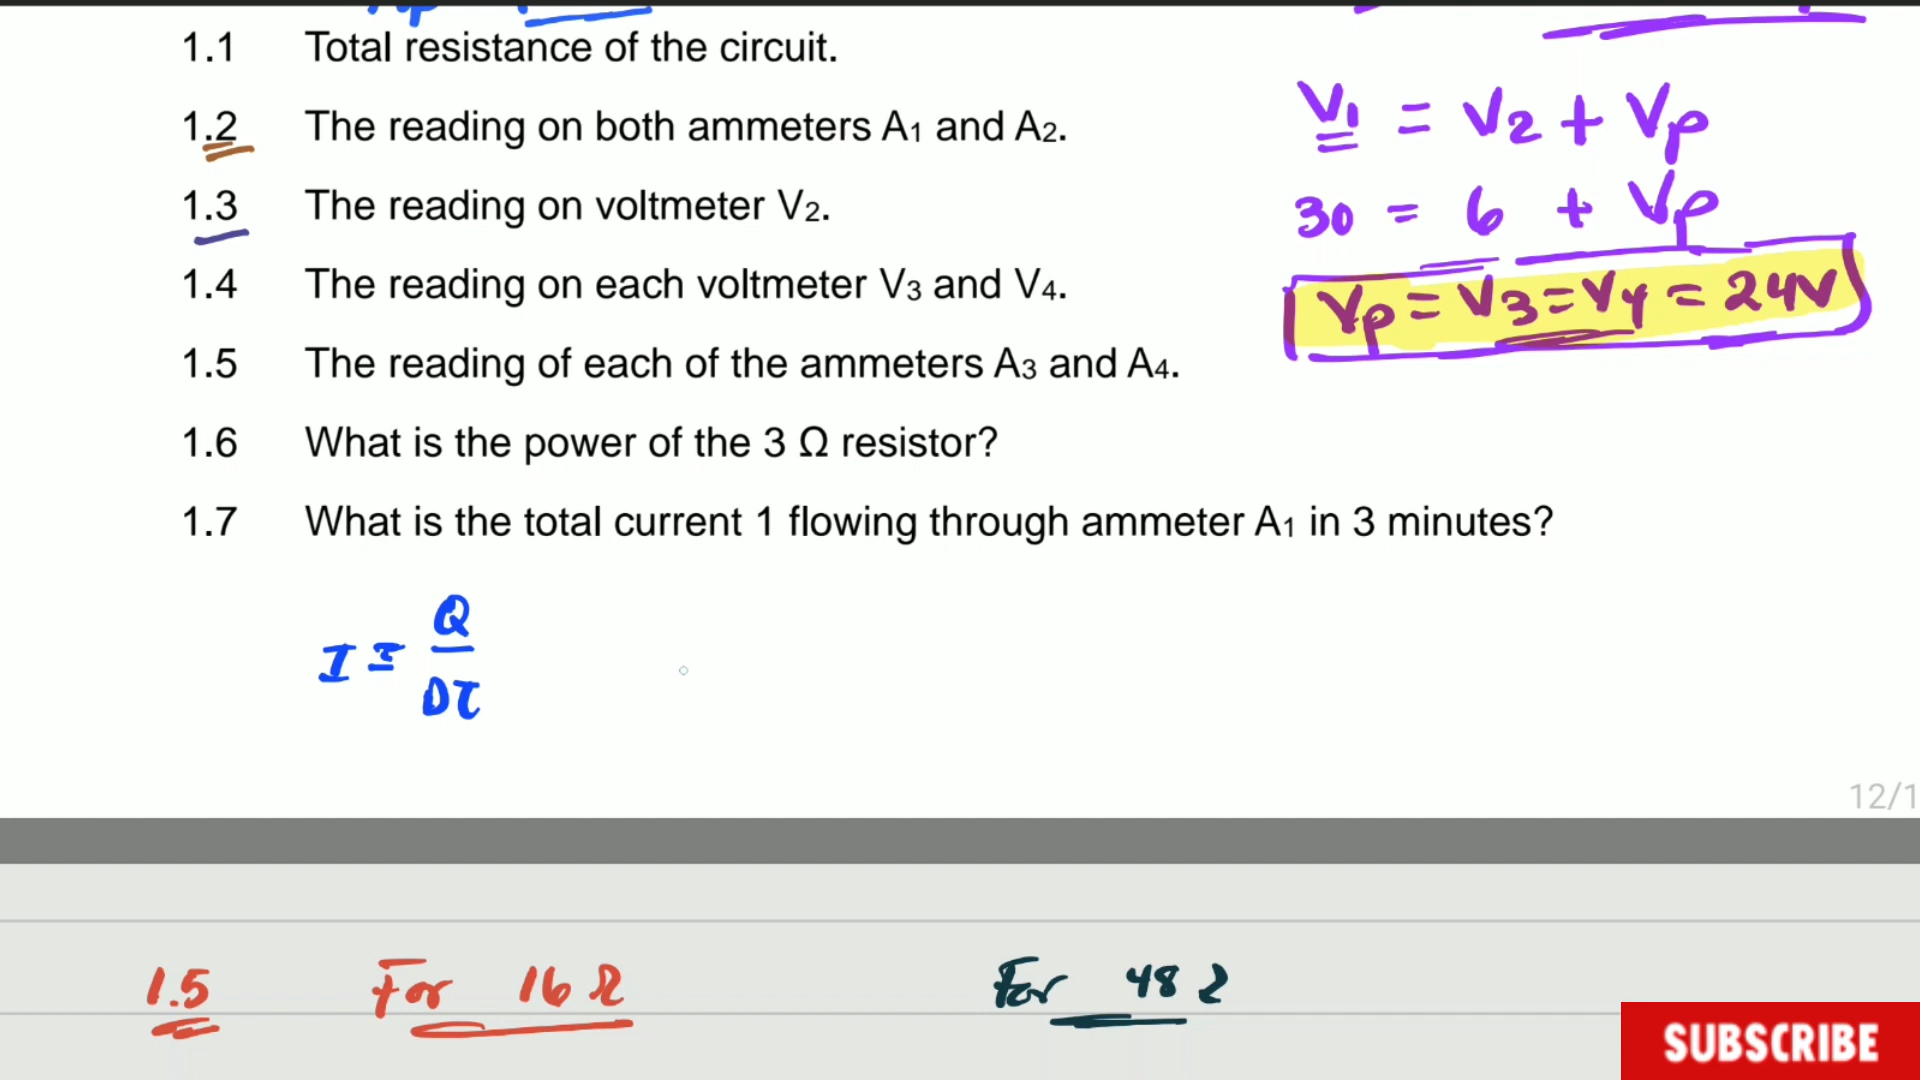 1.1 Total resistance of the circuit.
1.2 The reading on both ammeters A1 and A2.
1.3 The reading on voltmeter V2.
1.4 The reading on each voltmeter V3 and V4.
1.5 The reading of each of the ammeters A3 and A4.
1.6 What is the power of the 3 Ω resistor?
1.7 What is the total current 1 flowing through ammeter A1 in 3 minutes?
V1 = V2 + Vp
30 = 6 + Vp
Vp = V3 = V4 = 24V
I = Q
Δt
12/1
1.5 For 16Ω For 48Ω
SUBSCRIBE